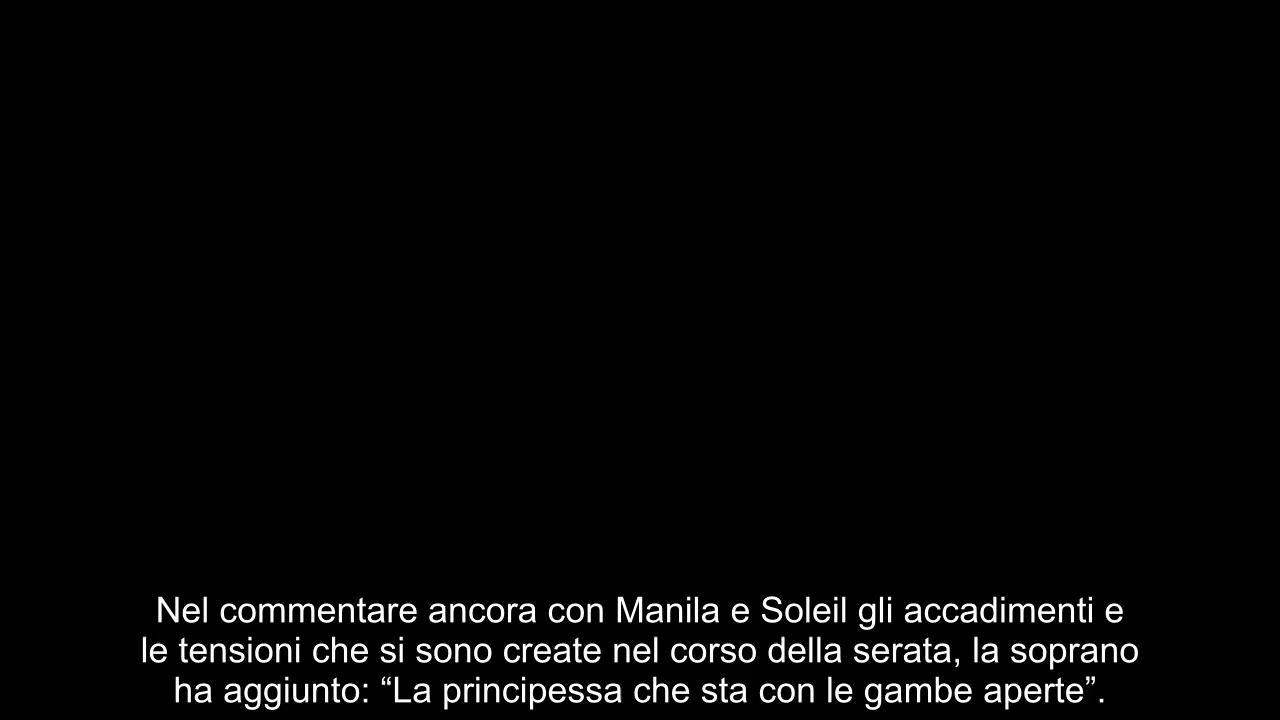 Nel commentare ancora con Manila e Soleil gli accadimenti e
le tensioni che si sono create nel corso della serata, la soprano
ha aggiunto: “La principessa che sta con le gambe aperte”.